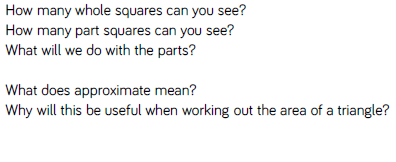 How many whole squares can you see?
How many part squares can you see?
What will we do with the parts?
What does approximate mean?
Why will this be useful when working out the area of a triangle?